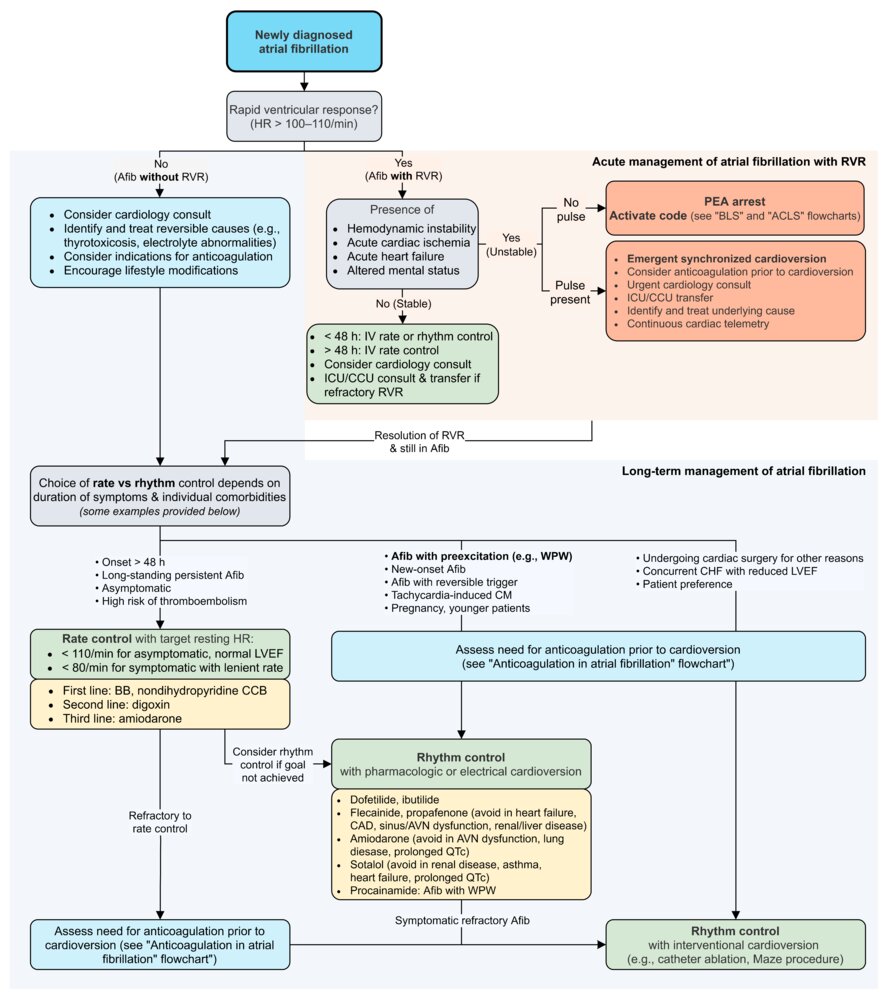 Newly diagnosed
atrial fibrillation
Rapid ventricular response?
(HR > 100–110/min)
No
(Afib without RVR)
Yes
(Afib with RVR)
Acute management of atrial fibrillation with RVR
• Consider cardiology consult
• Identify and treat reversible causes (e.g.,
thyrotoxicosis, electrolyte abnormalities)
• Consider indications for anticoagulation
• Encourage lifestyle modifications
Presence of
• Hemodynamic instability
• Acute cardiac ischemia
• Acute heart failure
• Altered mental status
Yes
(Unstable)
No
pulse
PEA arrest
Activate code (see "BLS" and "ACLS" flowcharts)
Pulse
present
• Emergent synchronized cardioversion
• Consider anticoagulation prior to cardioversion
• Urgent cardiology consult
• ICU/CCU transfer
• Identify and treat underlying cause
• Continuous cardiac telemetry
No (Stable)
• < 48 h: IV rate or rhythm control
• > 48 h: IV rate control
• Consider cardiology consult
• ICU/CCU consult & transfer if
refractory RVR
Resolution of RVR
& still in Afib
Long-term management of atrial fibrillation
Choice of rate vs rhythm control depends on
duration of symptoms & individual comorbidities
(some examples provided below)
• Onset > 48 h
• Long-standing persistent Afib
• Asymptomatic
• High risk of thromboembolism
• Afib with preexcitation (e.g., WPW)
• New-onset Afib
• Afib with reversible trigger
• Tachycardia-induced CM
• Pregnancy, younger patients
• Undergoing cardiac surgery for other reasons
• Concurrent CHF with reduced LVEF
• Patient preference
Rate control with target resting HR:
• < 110/min for asymptomatic, normal LVEF
• < 80/min for symptomatic with lenient rate
• First line: BB, nondihydropyridine CCB
• Second line: digoxin
• Third line: amiodarone
Assess need for anticoagulation prior to cardioversion
(see "Anticoagulation in atrial fibrillation" flowchart")
Consider rhythm
control if goal
not achieved
Rhythm control
with pharmacologic or electrical cardioversion
• Dofetilide, ibutilide
• Flecainide, propafenone (avoid in heart failure,
CAD, sinus/AVN dysfunction, renal/liver disease)
• Amiodarone (avoid in AVN dysfunction, lung
disease, prolonged QTc)
• Sotalol (avoid in renal disease, asthma,
heart failure, prolonged QTc)
• Procainamide: Afib with WPW
Refractory to
rate control
Symptomatic refractory Afib
Assess need for anticoagulation prior to
cardioversion (see "Anticoagulation in atrial
fibrillation" flowchart")
Rhythm control
with interventional cardioversion
(e.g., catheter ablation, Maze procedure)